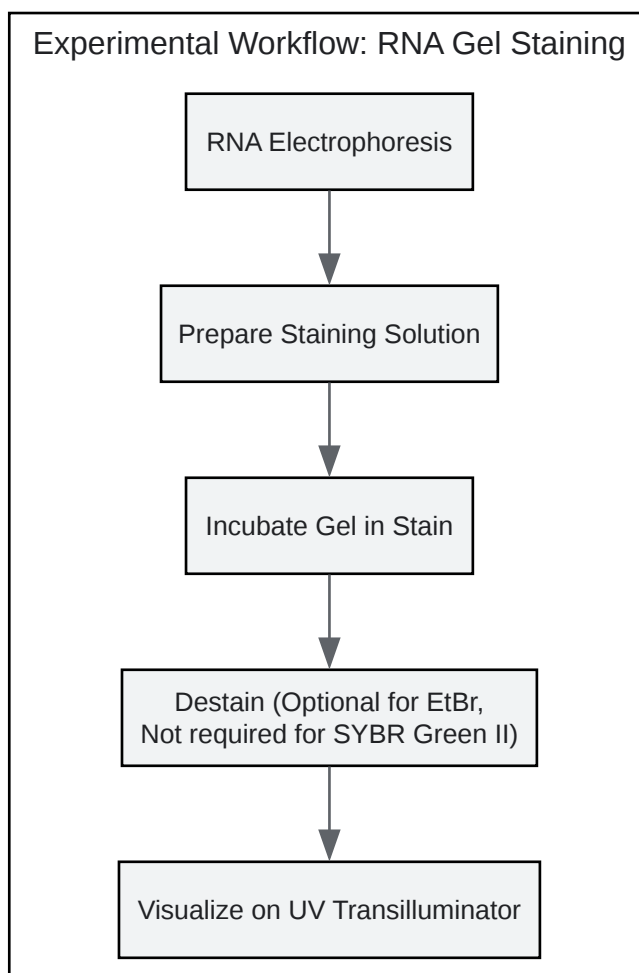 Experimental Workflow: RNA Gel Staining
RNA Electrophoresis
Prepare Staining Solution
Incubate Gel in Stain
Destain (Optional for EtBr,
Not required for SYBR Green II)
Visualize on UV Transilluminator